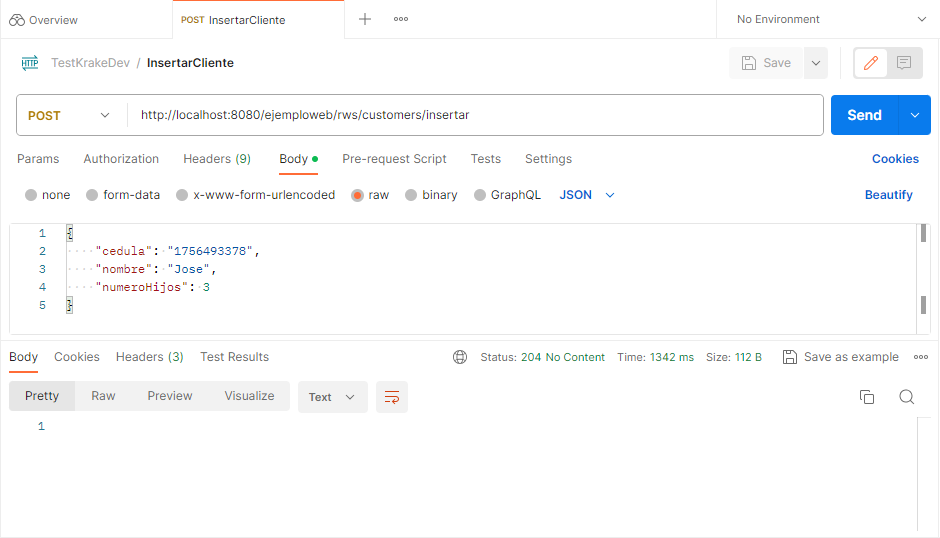 Overview
POST InsertarCliente
No Environment
HTTP TestKrakeDev / InsertarCliente
Save
POST http://localhost:8080/ejemploweb/rws/customers/insertar
Send
Params Authorization Headers (9) Body Pre-request Script Tests Settings Cookies
none form-data x-www-form-urlencoded raw binary GraphQL JSON Beautify
1 {
2 "cedula": "1756493378",
3 "nombre": "Jose",
4 "numeroHijos": 3
5 }
Body Cookies Headers (3) Test Results Status: 204 No Content Time: 1342 ms Size: 112 B Save as example
Pretty Raw Preview Visualize Text
1